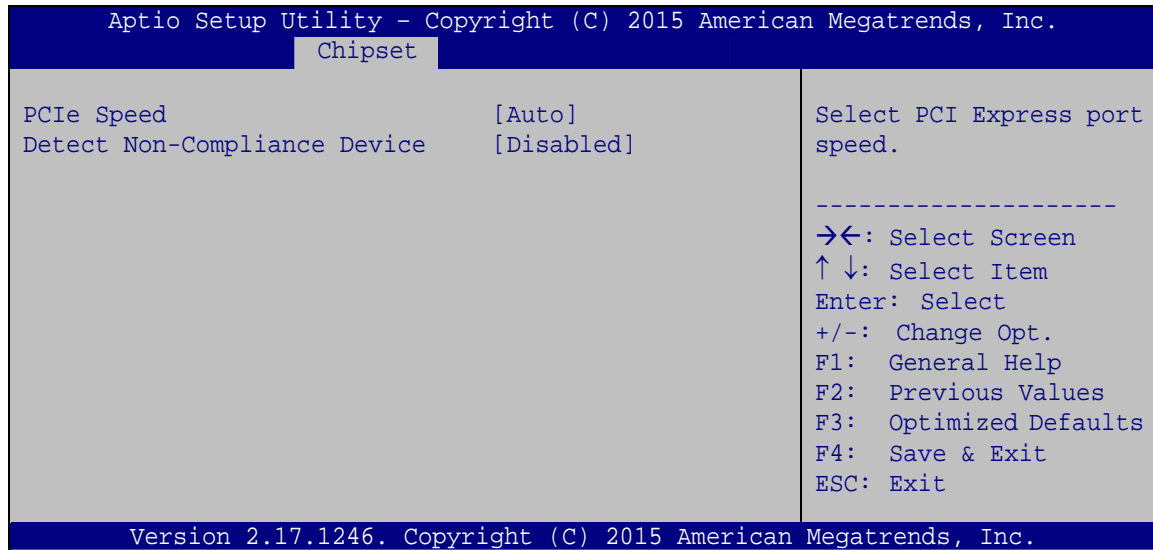 Aptio Setup Utility – Copyright (C) 2015 American Megatrends, Inc.
Chipset
PCIe Speed [Auto]
Detect Non-Compliance Device [Disabled]
Select PCI Express port
speed.
---------------------
→←: Select Screen
↑ ↓: Select Item
Enter: Select
+/-: Change Opt.
F1: General Help
F2: Previous Values
F3: Optimized Defaults
F4: Save & Exit
ESC: Exit
Version 2.17.1246. Copyright (C) 2015 American Megatrends, Inc.